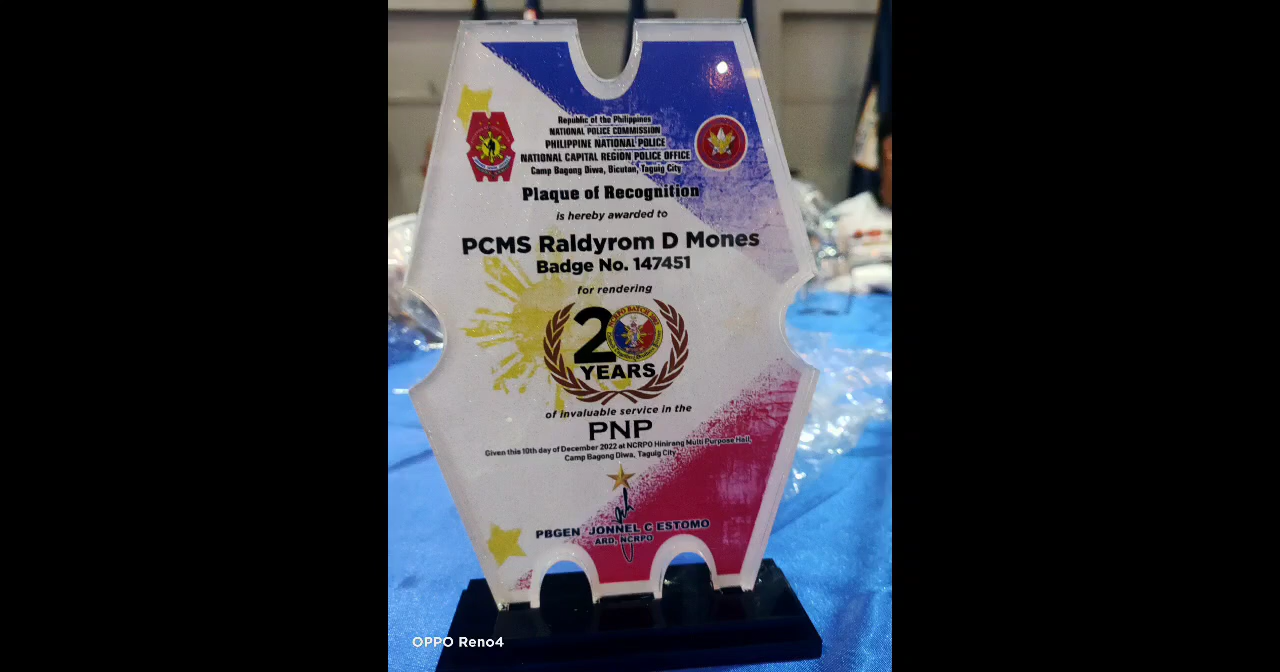 Republic of the Philippines
NATIONAL POLICE COMMISSION
PHILIPPINE NATIONAL POLICE
NATIONAL CAPITAL REGION POLICE OFFICE
Camp Bagong Diwa, Bicutan, Taguig City
Plaque of Recognition
is hereby awarded to
PCMS Raldyrom D Mones
Badge No. 147451
for rendering
20
NCRPO BATCH
YEARS
of invaluable service in the
PNP
Given this 10th day of December 2022 at NCRPO Hinirang Multi Purpose Hall,
Camp Bagong Diwa, Taguig City
PBGEN JONNEL C ESTOMO
ARD, NCRPO
OPPO Reno4